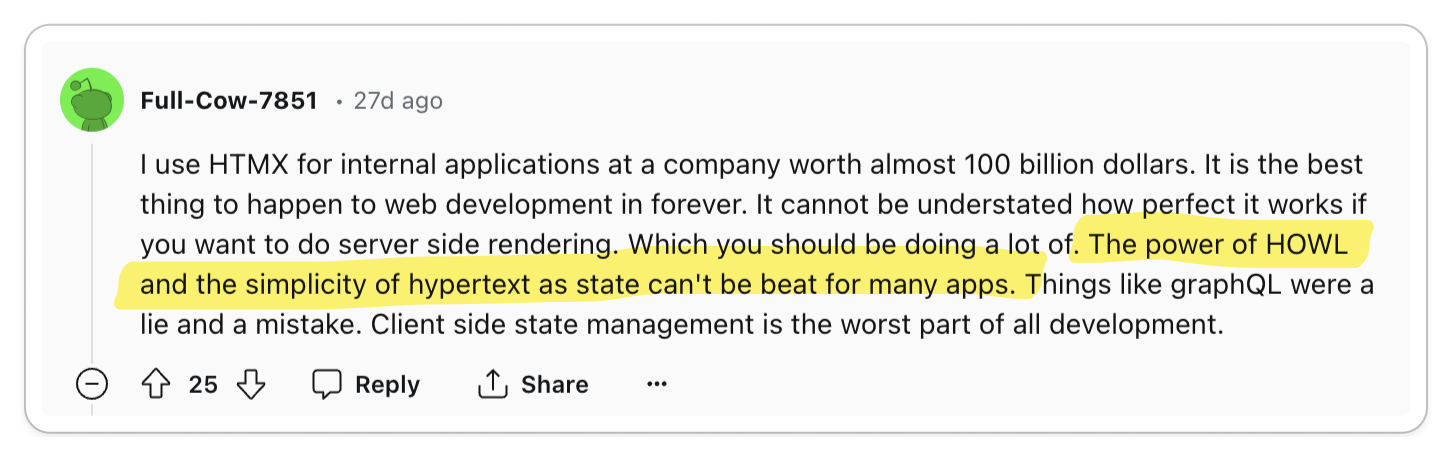 Full-Cow-7851 • 27d ago
I use HTMX for internal applications at a company worth almost 100 billion dollars. It is the best
thing to happen to web development in forever. It cannot be understated how perfect it works if
you want to do server side rendering. Which you should be doing a lot of. The power of HOWL
and the simplicity of hypertext as state can't be beat for many apps. Things like graphQL were a
lie and a mistake. Client side state management is the worst part of all development.
25 Reply Share ...